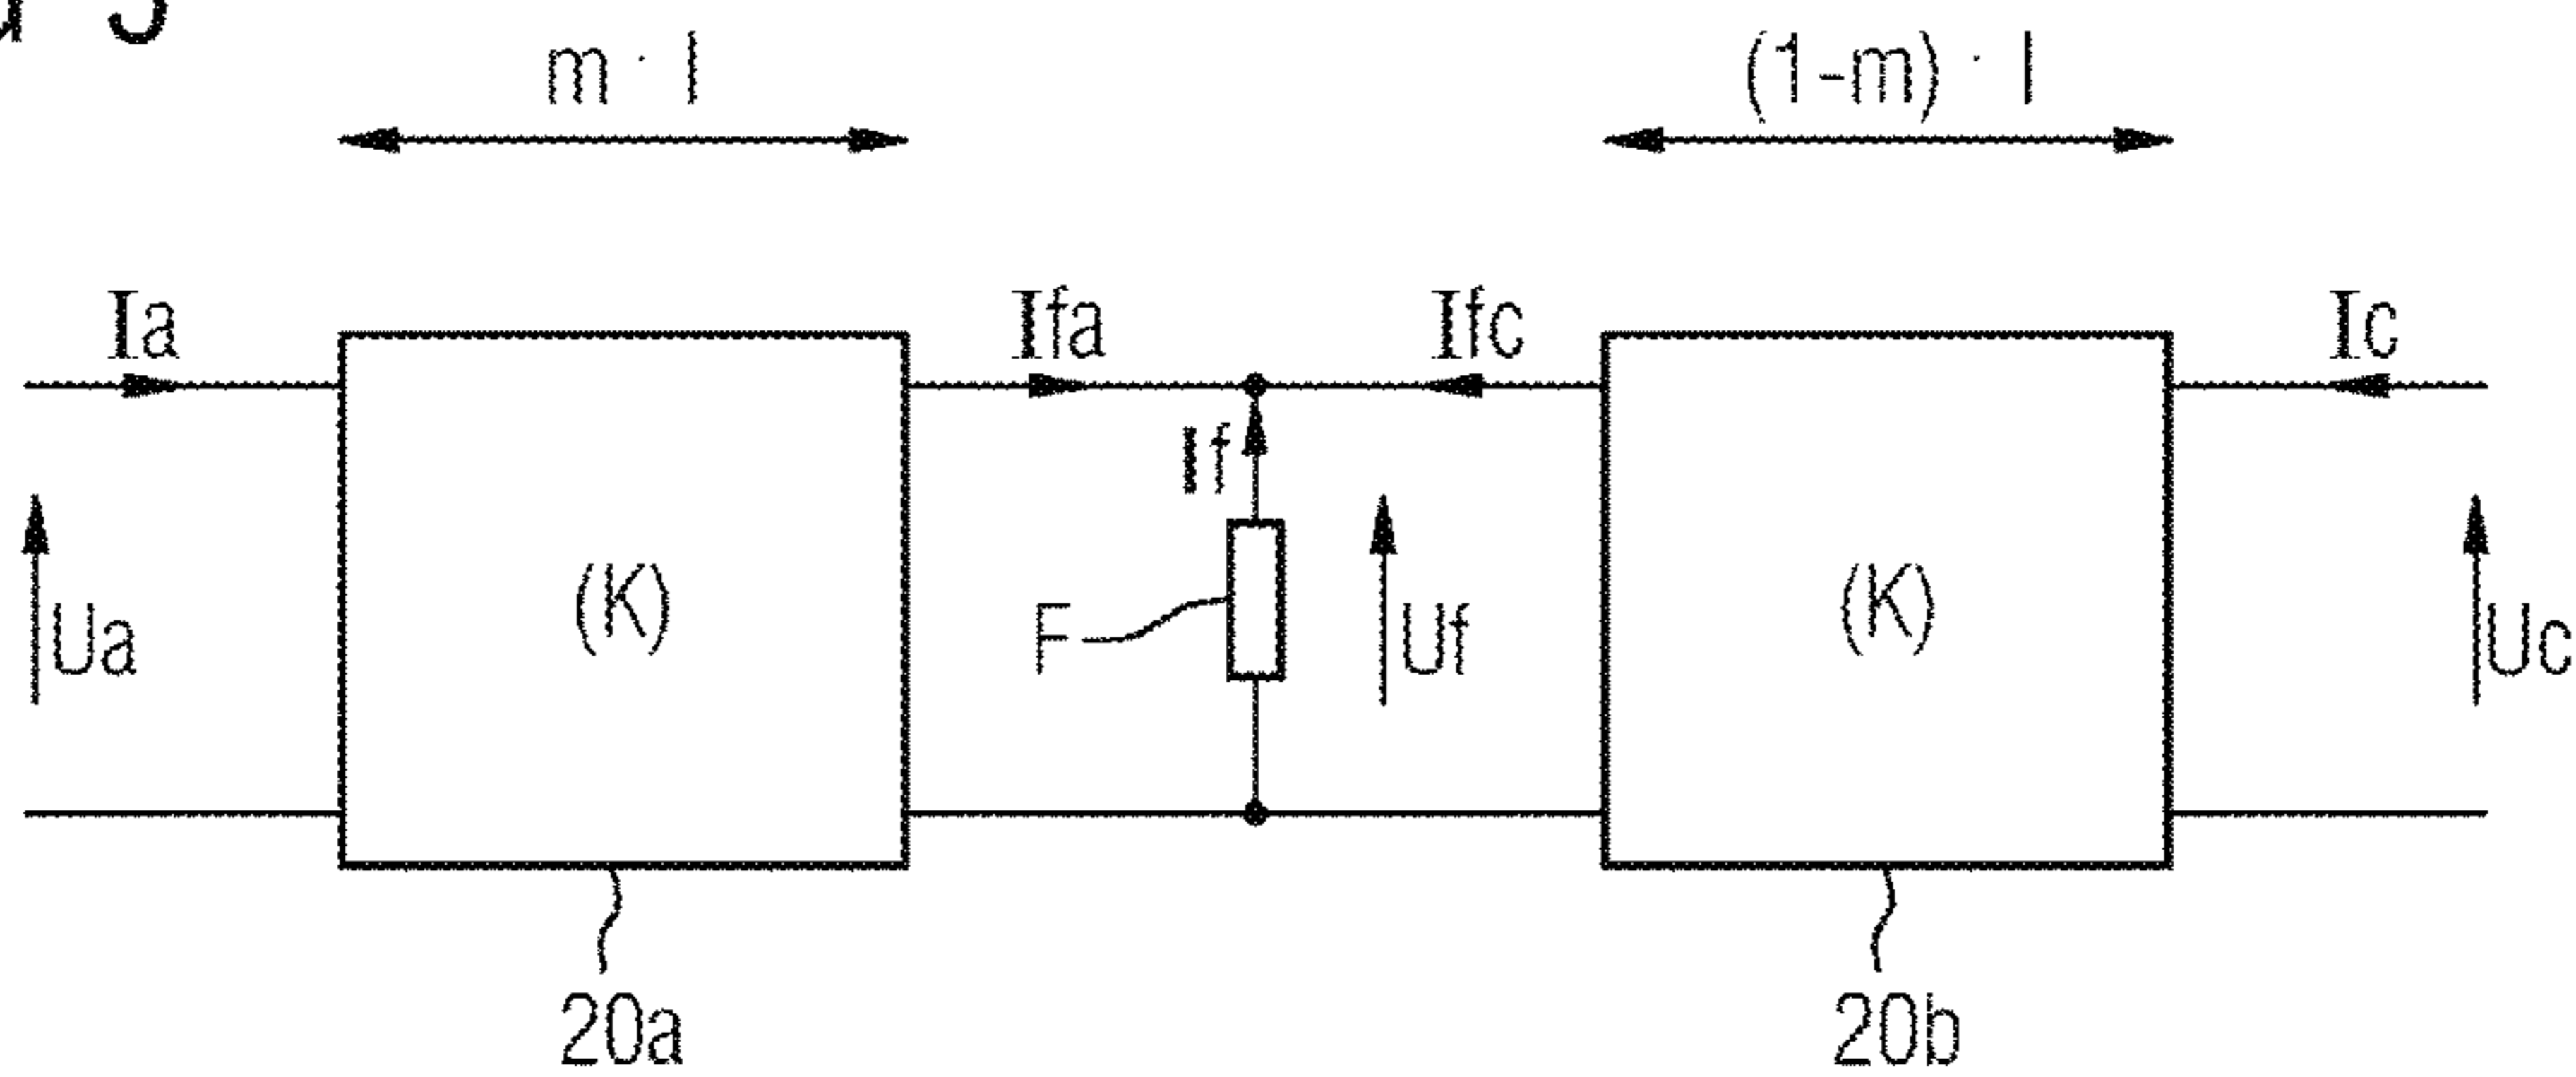 m · l
(1-m) · l
Ia
Ifa
Ifc
Ic
If
Ua
(K)
F
Uf
(K)
Uc
20a
20b